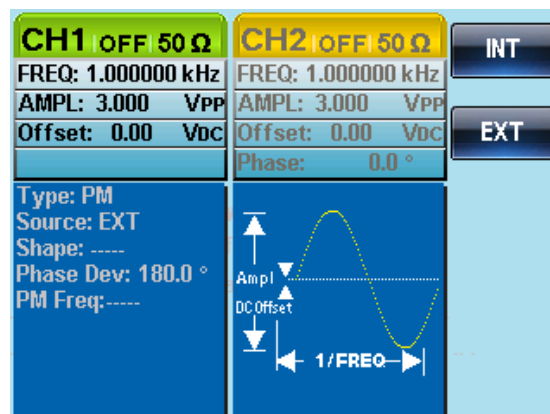 CH1 OFF 50 Ω
FREQ: 1.000000 kHz
AMPL: 3.000 VPP
Offset: 0.00 VDC
CH2 OFF 50 Ω
FREQ: 1.000000 kHz
AMPL: 3.000 VPP
Offset: 0.00 VDC
Phase: 0.0 °
INT
EXT
Type: PM
Source: EXT
Shape: -----
Phase Dev: 180.0 °
PM Freq:-----
Ampl
DC Offset
1/FREQ